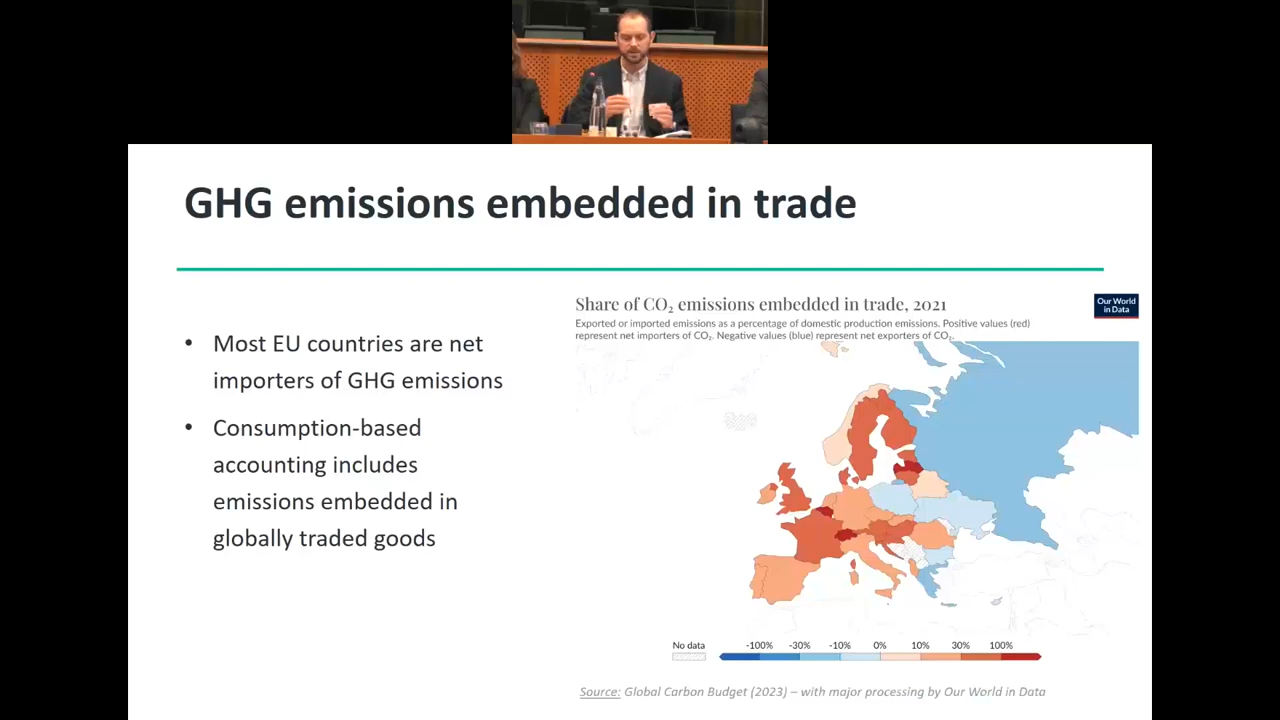 GHG emissions embedded in trade
• Most EU countries are net
importers of GHG emissions
• Consumption-based
accounting includes
emissions embedded in
globally traded goods
Share of CO₂ emissions embedded in trade, 2021
Our World
in Data
Exported or imported emissions as a percentage of domestic production emissions. Positive values (red)
represent net importers of CO₂. Negative values (blue) represent net exporters of CO₂.
No data -100% -30% -10% 0% 10% 30% 100%
Source: Global Carbon Budget (2023) – with major processing by Our World in Data